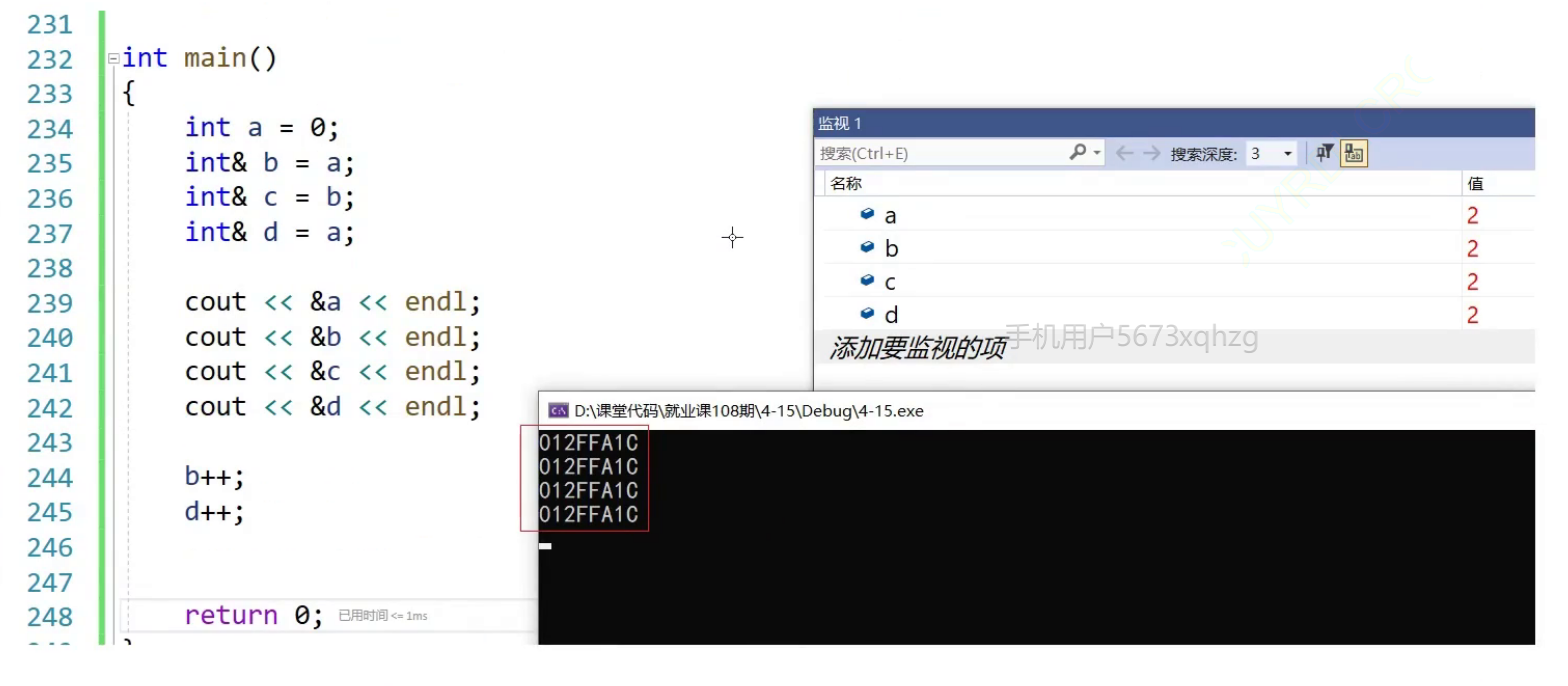 231
232 int main()
233 {
234 int a = 0;
235 int& b = a;
236 int& c = b;
237 int& d = a;
238
239 cout << &a << endl;
240 cout << &b << endl;
241 cout << &c << endl;
242 cout << &d << endl;
243
244 b++;
245 d++;
246
247
248 return 0; 已用时间 <= 1ms
}
监视 1
搜索(Ctrl+E) 搜索深度: 3
名称 值
a 2
b 2
c 2
d 2
添加要监视的项
手机用户5673xqhzg
D:\课堂代码\就业课108期\4-15\Debug\4-15.exe
012FFA1C
012FFA1C
012FFA1C
012FFA1C